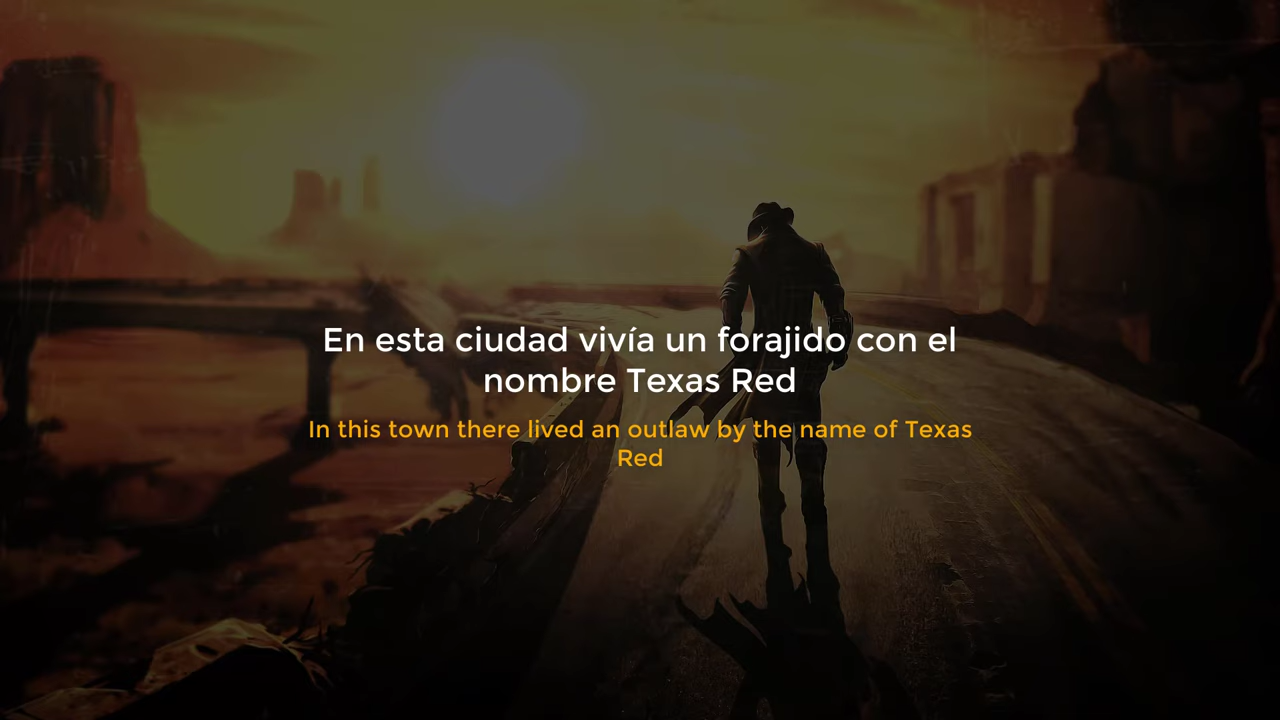 En esta ciudad vivía un forajido con el
nombre Texas Red
In this town there lived an outlaw by the name of Texas
Red